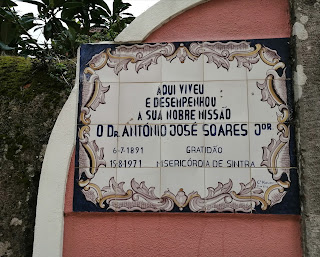 AQUI VIVEU
E DESEMPENHOU
A SUA NOBRE MISSÃO
O DR ANTÓNIO JOSÉ SOARES JOR
6-7-1891 GRATIDÃO
15-8-1971 MISERICÓRDIA DE SINTRA